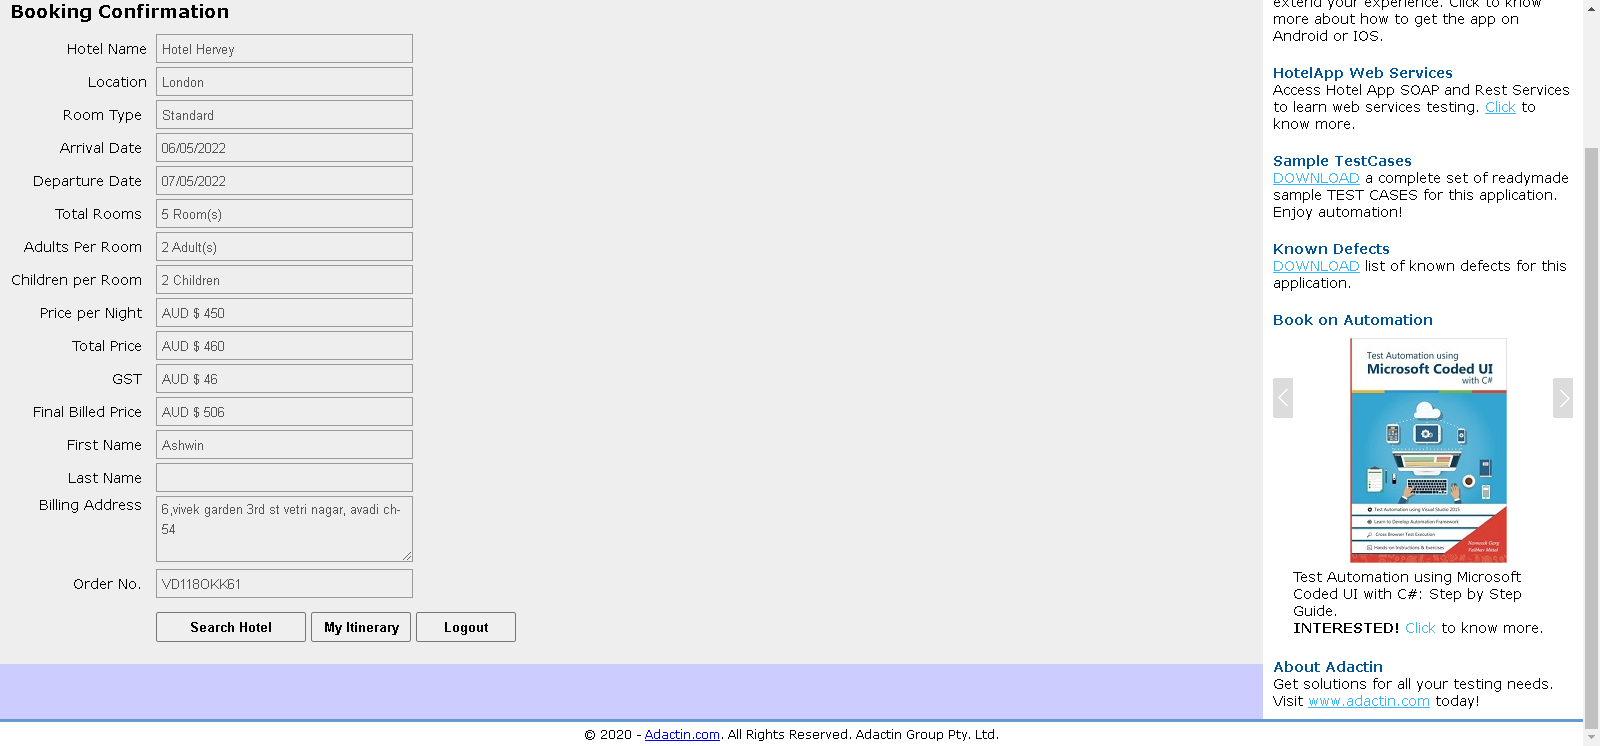 Booking Confirmation
Hotel Name Hotel Hervey
Location London
Room Type Standard
Arrival Date 06/05/2022
Departure Date 07/05/2022
Total Rooms 5 Room(s)
Adults Per Room 2 Adult(s)
Children per Room 2 Children
Price per Night AUD $ 450
Total Price AUD $ 460
GST AUD $ 46
Final Billed Price AUD $ 506
First Name Ashwin
Last Name
Billing Address 6,vivek garden 3rd st vetri nagar, avadi ch-
54
Order No. VD118OKK61
Search Hotel My Itinerary Logout
extend your experience. Click to know
more about how to get the app on
Android or IOS.
HotelApp Web Services
Access Hotel App SOAP and Rest Services
to learn web services testing. Click to
know more.
Sample TestCases
DOWNLOAD a complete set of readymade
sample TEST CASES for this application.
Enjoy automation!
Known Defects
DOWNLOAD list of known defects for this
application.
Book on Automation
Test Automation using
Microsoft Coded UI
with C#
Test Automation using Visual Studio 2015
Learn to Develop Automation Framework
Cross Browser Test Execution
Hands-on Instructions & Exercises
Navneesh Garg
Vaibhav Mittal
Test Automation using Microsoft
Coded UI with C#: Step by Step
Guide.
INTERESTED! Click to know more.
About Adactin
Get solutions for all your testing needs.
Visit www.adactin.com today!
© 2020 - Adactin.com. All Rights Reserved. Adactin Group Pty. Ltd.